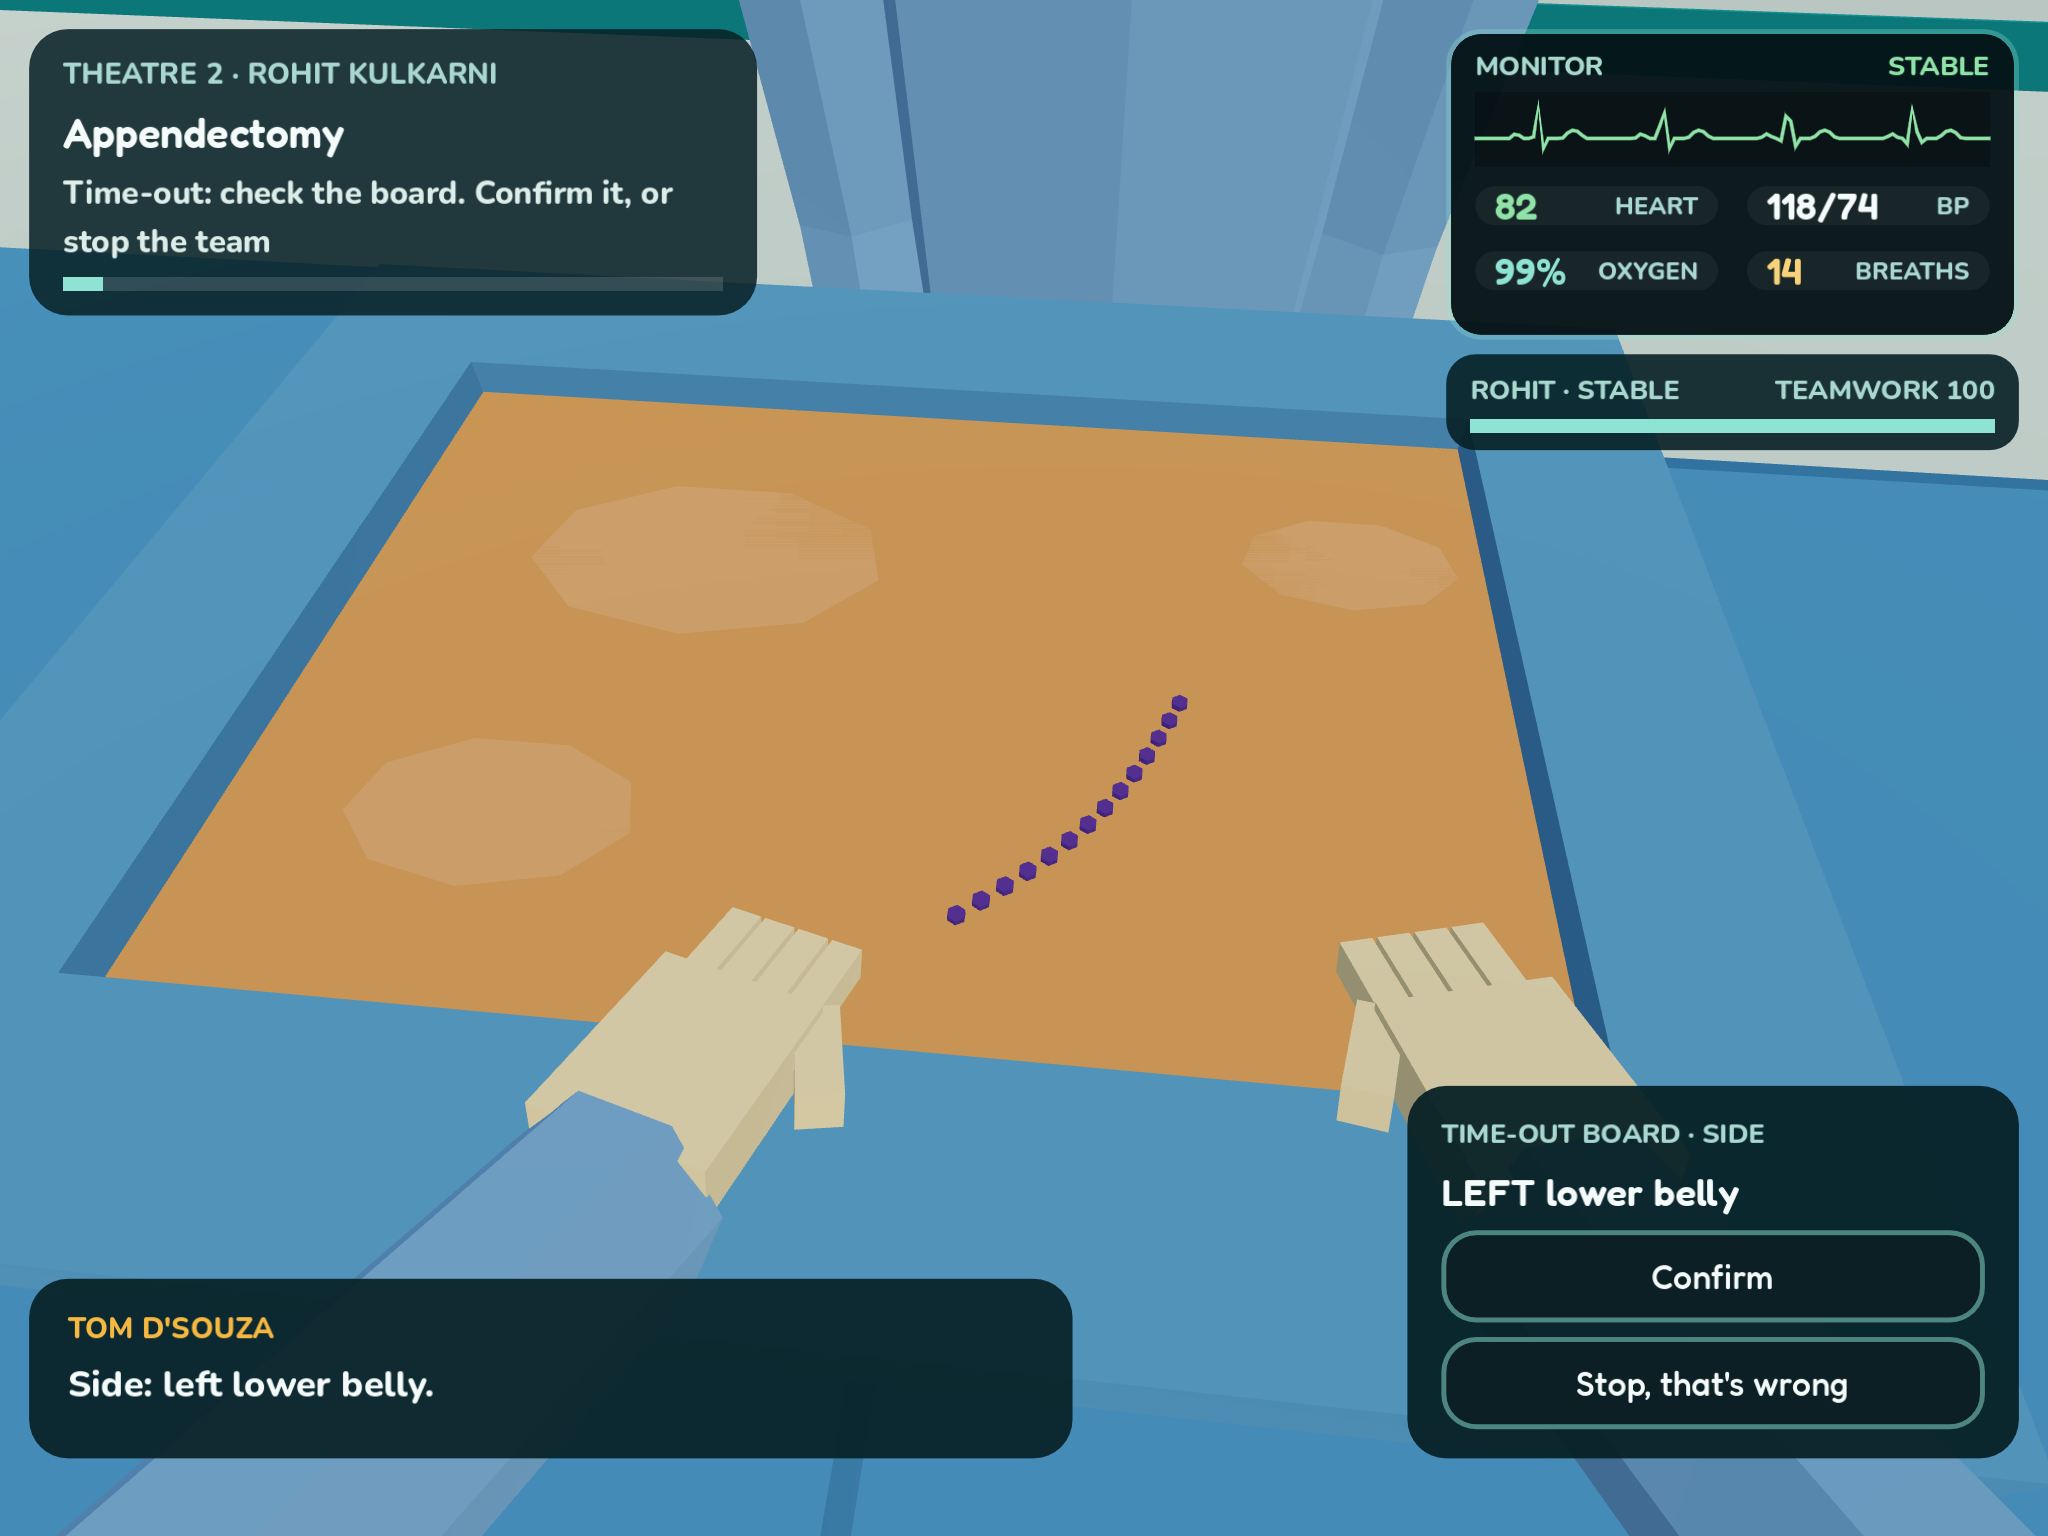 THEATRE 2 · ROHIT KULKARNI
Appendectomy
Time-out: check the board. Confirm it, or
stop the team
MONITOR STABLE
82 HEART 118/74 BP
99% OXYGEN 14 BREATHS
ROHIT · STABLE TEAMWORK 100
TIME-OUT BOARD · SIDE
LEFT lower belly
Confirm
Stop, that's wrong
TOM D'SOUZA
Side: left lower belly.